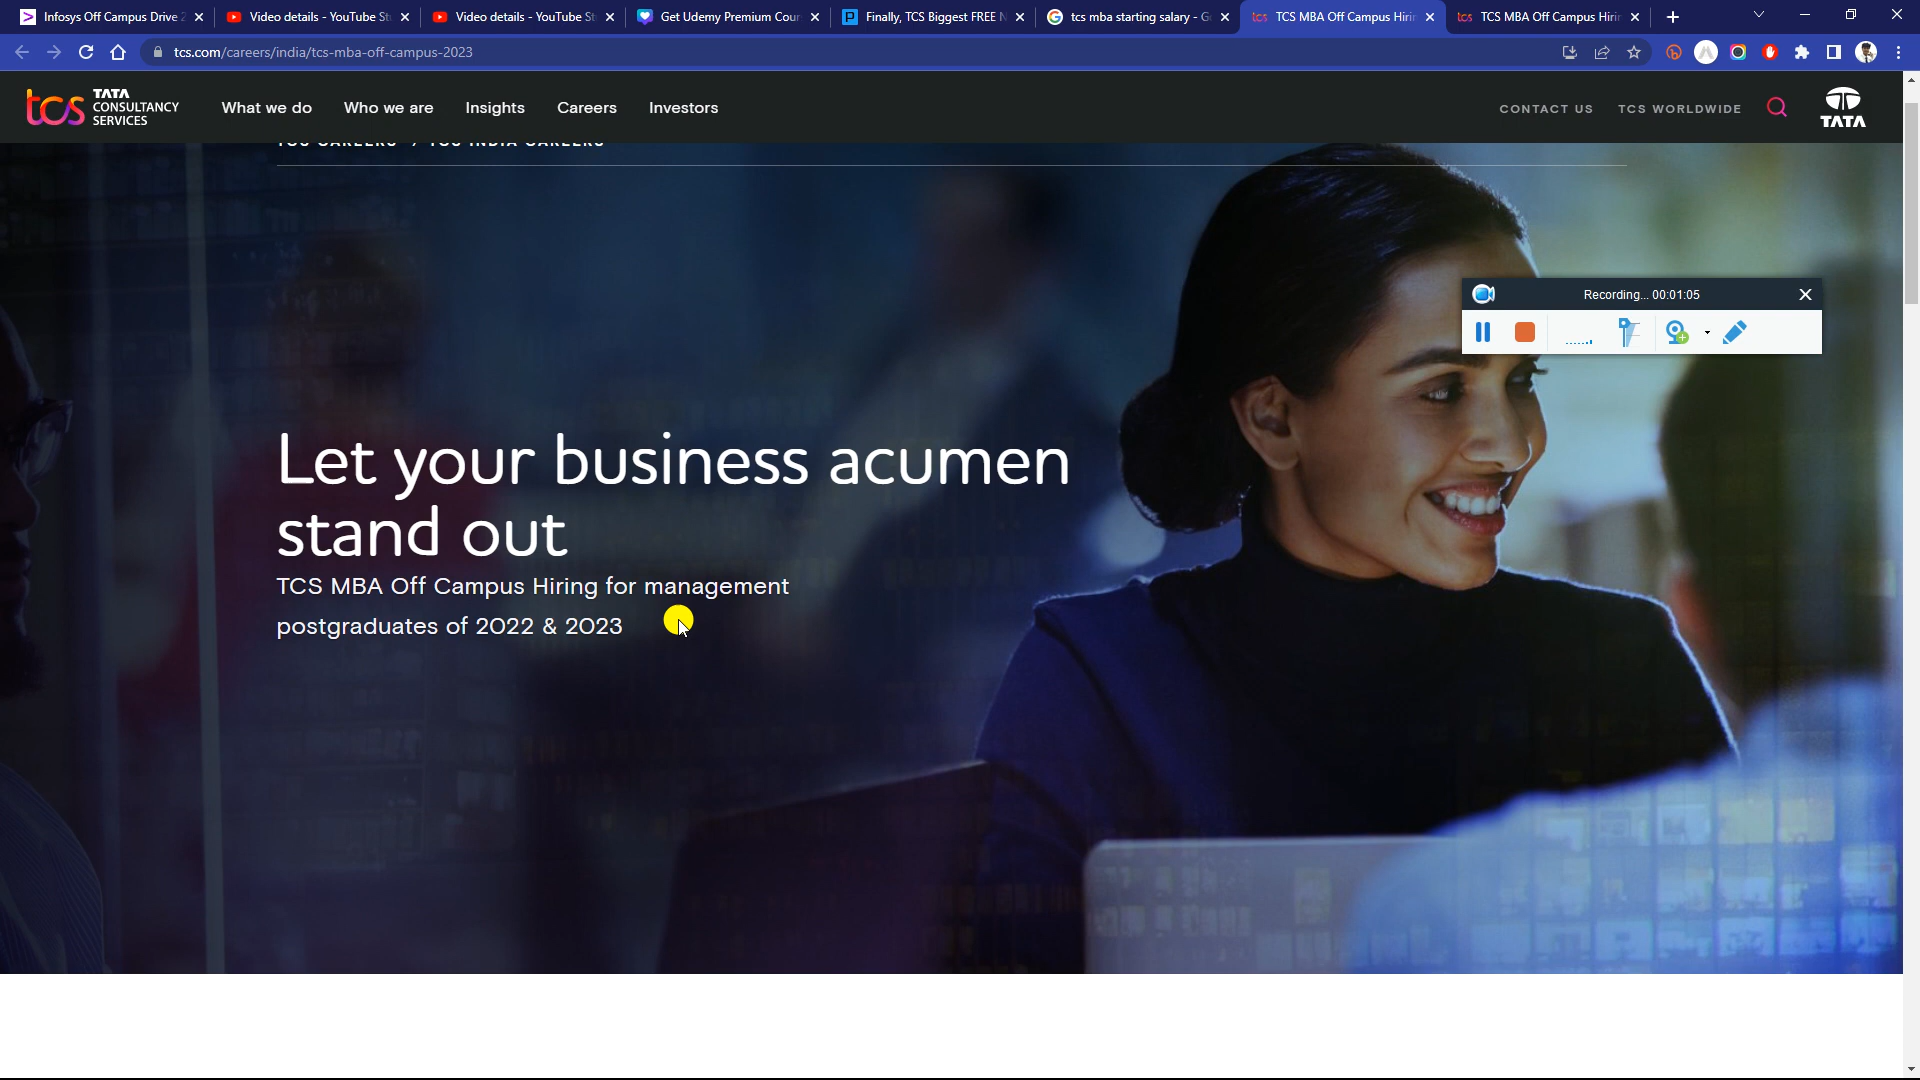 Infosys Off Campus Drive 2
Video details - YouTube St
Video details - YouTube St
Get Udemy Premium Cour
Finally, TCS Biggest FREE N
tcs mba starting salary - G
TCS MBA Off Campus Hirin
TCS MBA Off Campus Hirin
tcs.com/careers/india/tcs-mba-off-campus-2023
tcs TATA CONSULTANCY SERVICES
What we do
Who we are
Insights
Careers
Investors
CONTACT US
TCS WORLDWIDE
TATA
TCS CAREERS / TCS INDIA CAREERS
Recording... 00:01:05
Let your business acumen
stand out
TCS MBA Off Campus Hiring for management
postgraduates of 2022 & 2023